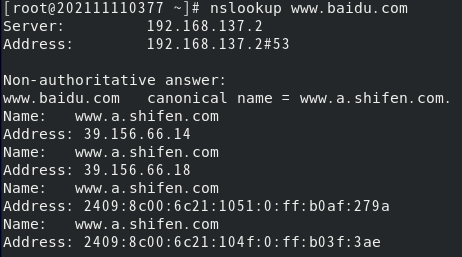 [root@202111110377 ~]# nslookup www.baidu.com
Server:         192.168.137.2
Address:        192.168.137.2#53

Non-authoritative answer:
www.baidu.com   canonical name = www.a.shifen.com.
Name:   www.a.shifen.com
Address: 39.156.66.14
Name:   www.a.shifen.com
Address: 39.156.66.18
Name:   www.a.shifen.com
Address: 2409:8c00:6c21:1051:0:ff:b0af:279a
Name:   www.a.shifen.com
Address: 2409:8c00:6c21:104f:0:ff:b03f:3ae